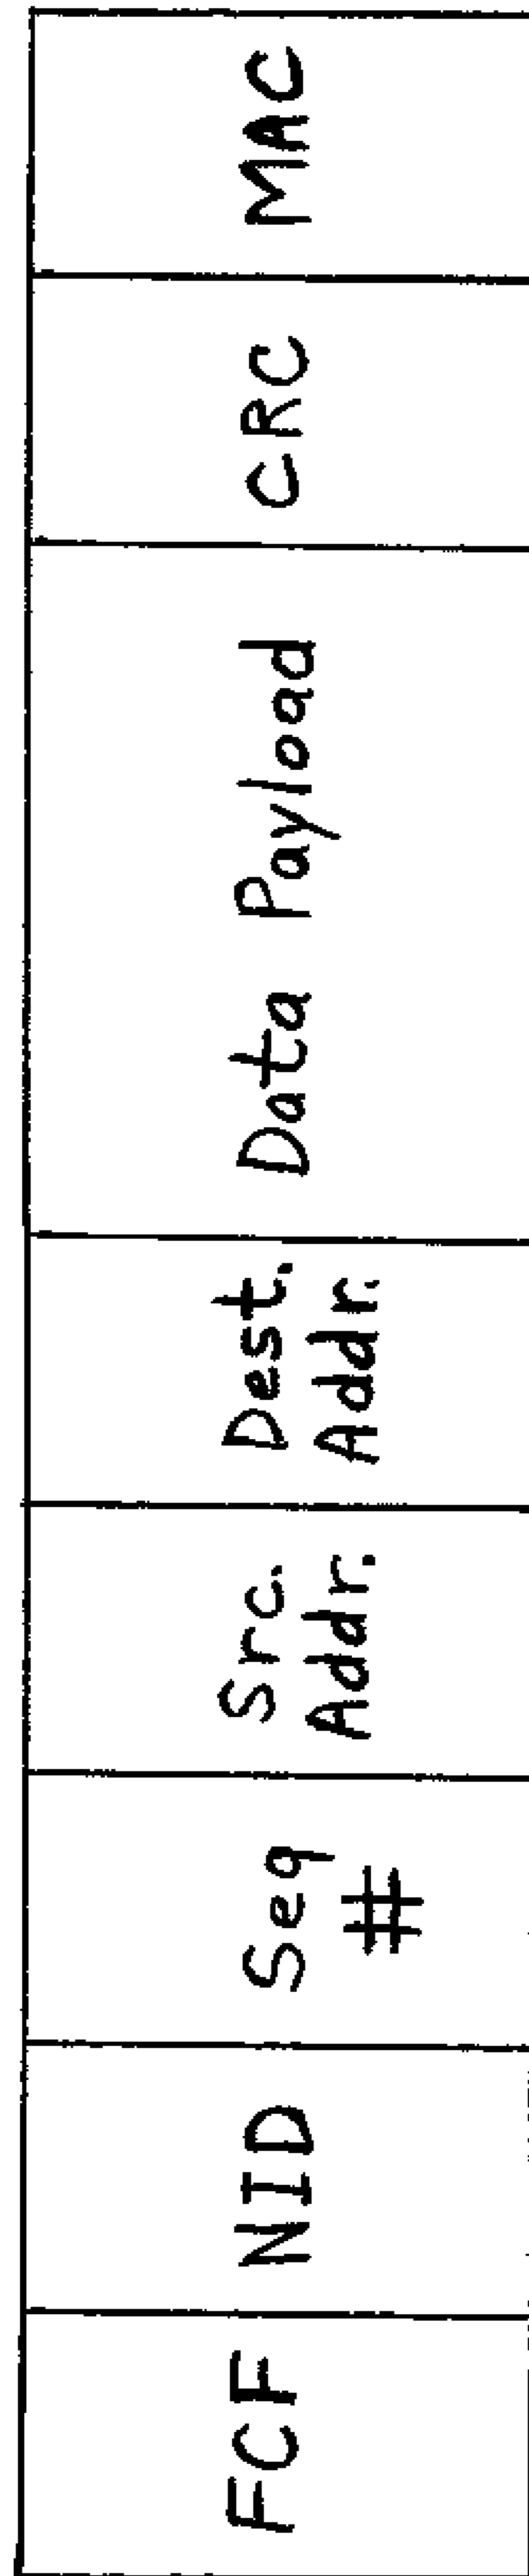 FCF
NID
Seq
#
Src.
Addr.
Dest.
Addr.
Data Payload
CRC
MAC